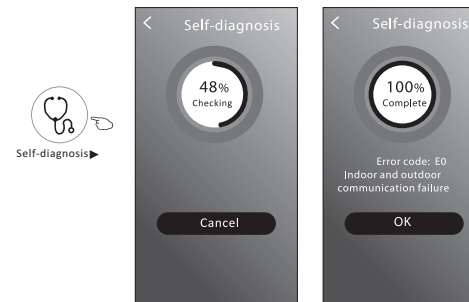 Self-diagnosis▶
Self-diagnosis
48%
Checking
Cancel
Self-diagnosis
100%
Complete
Error code: E0
Indoor and outdoor
communication failure
OK